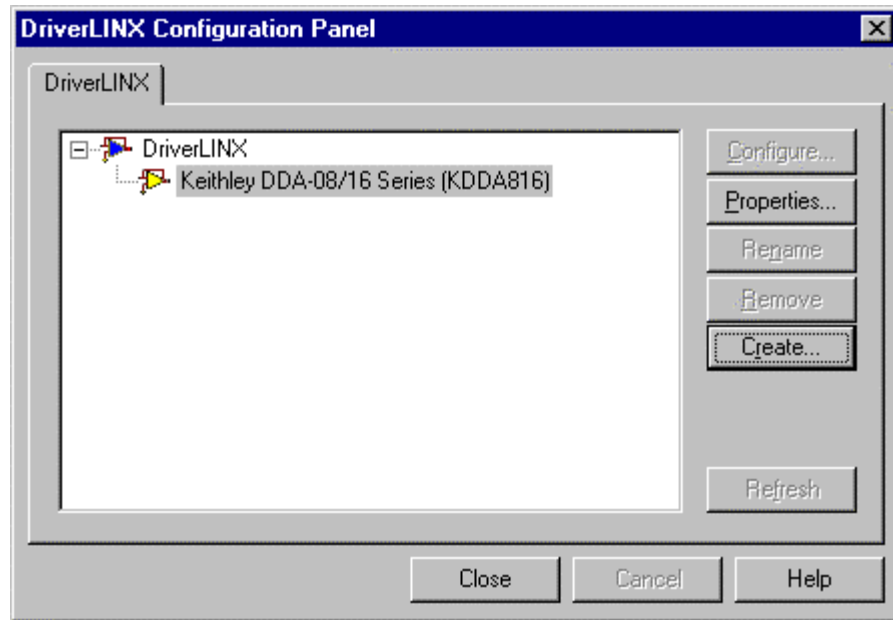 DriverLINX Configuration Panel
DriverLINX
DriverLINX
Keithley DDA-08/16 Series (KDDA816)
Configure...
Properties...
Rename
Remove
Create...
Refresh
Close
Cancel
Help